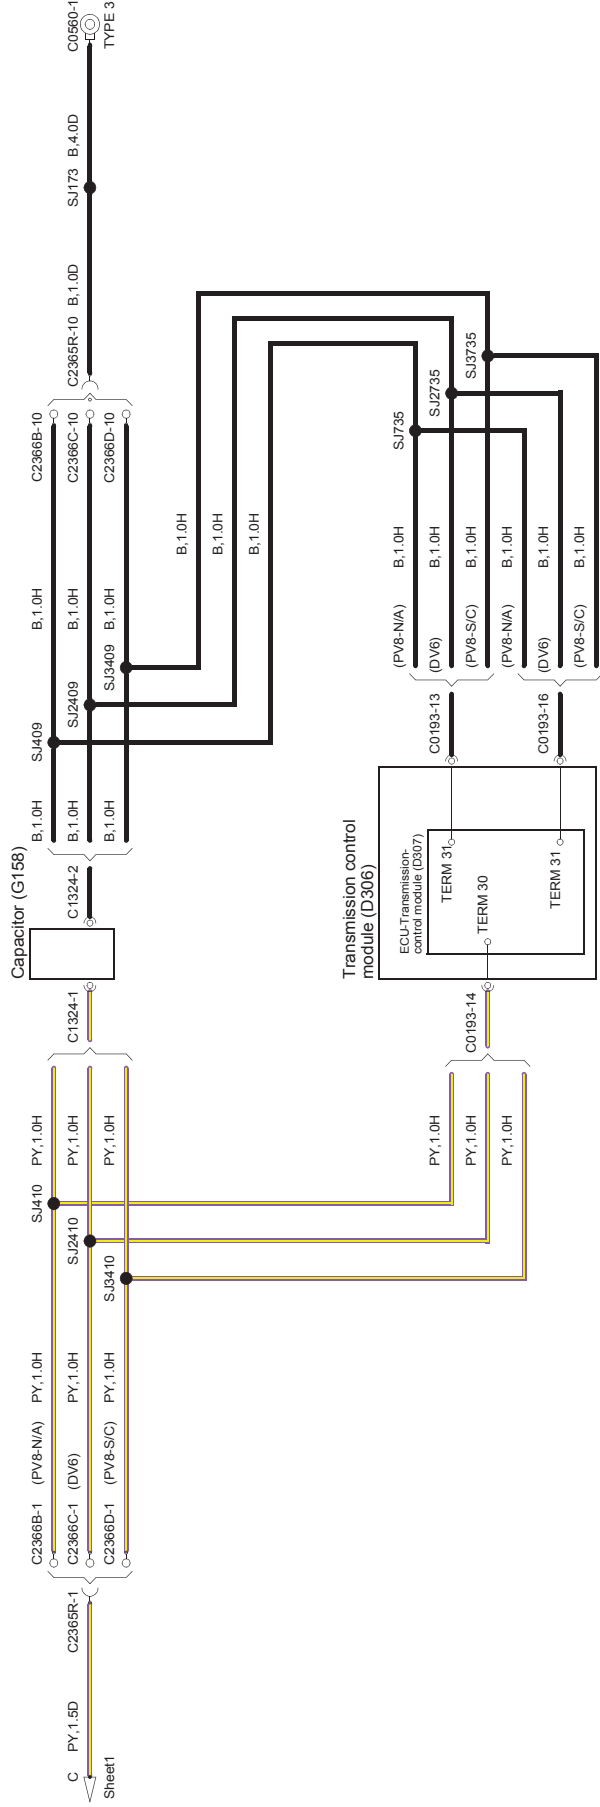 C0560-1
TYPE 3
B,4.0D
SJ173
B,1.0D
C2365R-10
C2366B-10
C2366C-10
C2366D-10
B,1.0H
B,1.0H
B,1.0H
B,1.0H
B,1.0H
B,1.0H
SJ409
SJ2409
SJ3409
B,1.0H
B,1.0H
B,1.0H
SJ735
SJ2735
SJ3735
B,1.0H
B,1.0H
B,1.0H
B,1.0H
B,1.0H
B,1.0H
(PV8-N/A)
(DV6)
(PV8-S/C)
(PV8-N/A)
(DV6)
(PV8-S/C)
C0193-13
C0193-16
C1324-2
Capacitor (G158)
C1324-1
Transmission control
module (D306)
ECU-Transmission-
control module (D307)
TERM 31
TERM 30
TERM 31
C0193-14
PY,1.0H
PY,1.0H
PY,1.0H
PY,1.0H
PY,1.0H
PY,1.0H
SJ410
SJ2410
SJ3410
PY,1.0H
PY,1.0H
PY,1.0H
(PV8-N/A)
(DV6)
(PV8-S/C)
C2366B-1
C2366C-1
C2366D-1
C2365R-1
PY,1.5D
C
Sheet1